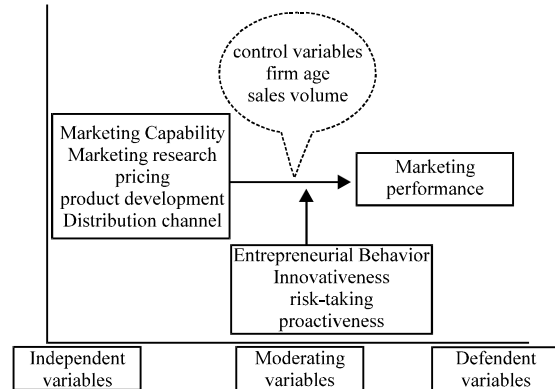 control variables
firm age
sales volume
Marketing Capability
Marketing research
pricing
product development
Distribution channel
Marketing
performance
Entrepreneurial Behavior
Innovativeness
risk-taking
proactiveness
Independent
variables
Moderating
variables
Defendent
variables